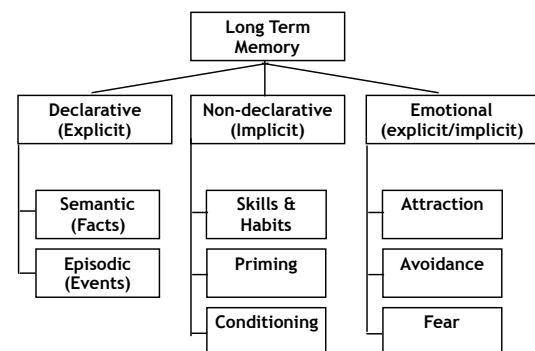 Long Term
Memory
Declarative
(Explicit)
Non-declarative
(Implicit)
Emotional
(explicit/implicit)
Semantic
(Facts)
Episodic
(Events)
Skills &
Habits
Priming
Conditioning
Attraction
Avoidance
Fear